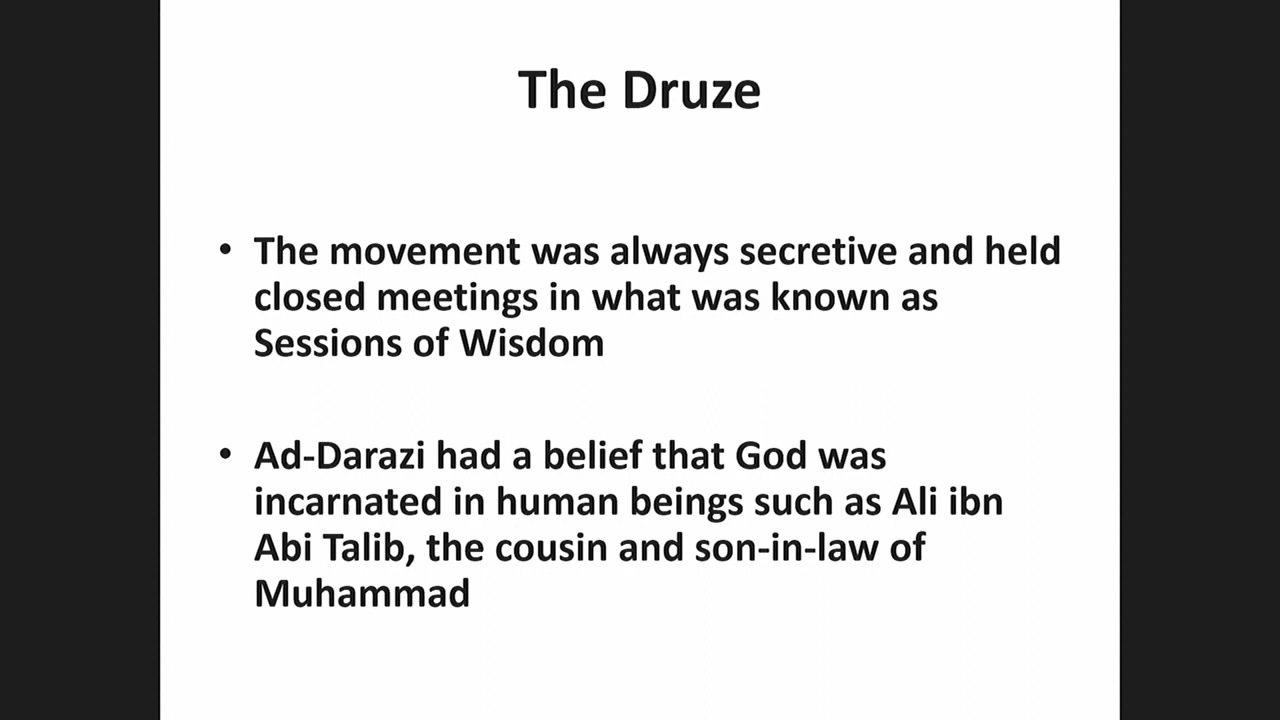 The Druze
• The movement was always secretive and held
closed meetings in what was known as
Sessions of Wisdom
• Ad-Darazi had a belief that God was
incarnated in human beings such as Ali ibn
Abi Talib, the cousin and son-in-law of
Muhammad